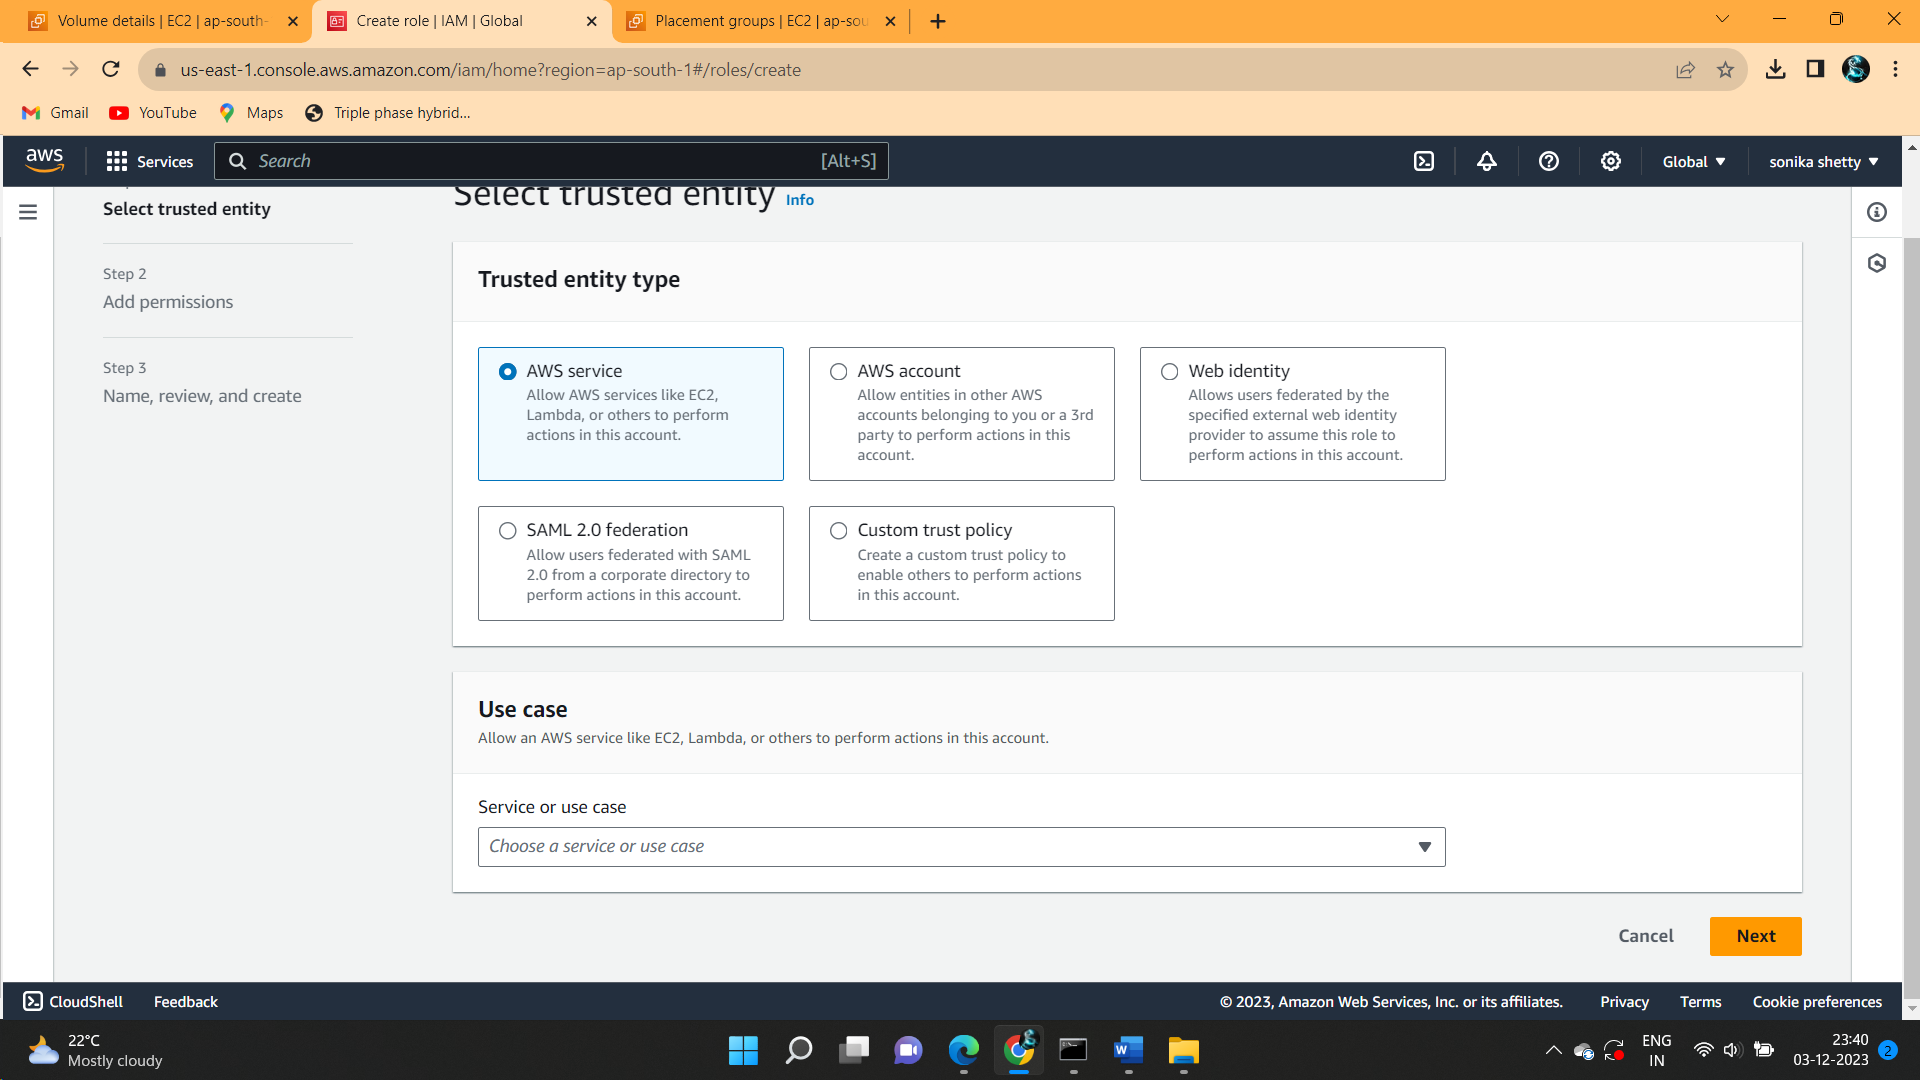 Volume details | EC2 | ap-south-
Create role | IAM | Global
Placement groups | EC2 | ap-sou
us-east-1.console.aws.amazon.com/iam/home?region=ap-south-1#/roles/create
Gmail
YouTube
Maps
Triple phase hybrid...
aws
Services
Search
[Alt+S]
Global
sonika shetty
Select trusted entity
Step 2
Add permissions
Step 3
Name, review, and create
Select trusted entity Info
Trusted entity type
AWS service
Allow AWS services like EC2,
Lambda, or others to perform
actions in this account.
AWS account
Allow entities in other AWS
accounts belonging to you or a 3rd
party to perform actions in this
account.
Web identity
Allows users federated by the
specified external web identity
provider to assume this role to
perform actions in this account.
SAML 2.0 federation
Allow users federated with SAML
2.0 from a corporate directory to
perform actions in this account.
Custom trust policy
Create a custom trust policy to
enable others to perform actions
in this account.
Use case
Allow an AWS service like EC2, Lambda, or others to perform actions in this account.
Service or use case
Choose a service or use case
Cancel
Next
CloudShell
Feedback
© 2023, Amazon Web Services, Inc. or its affiliates.
Privacy
Terms
Cookie preferences
22°C
Mostly cloudy
W
ENG
IN
23:40
03-12-2023
2